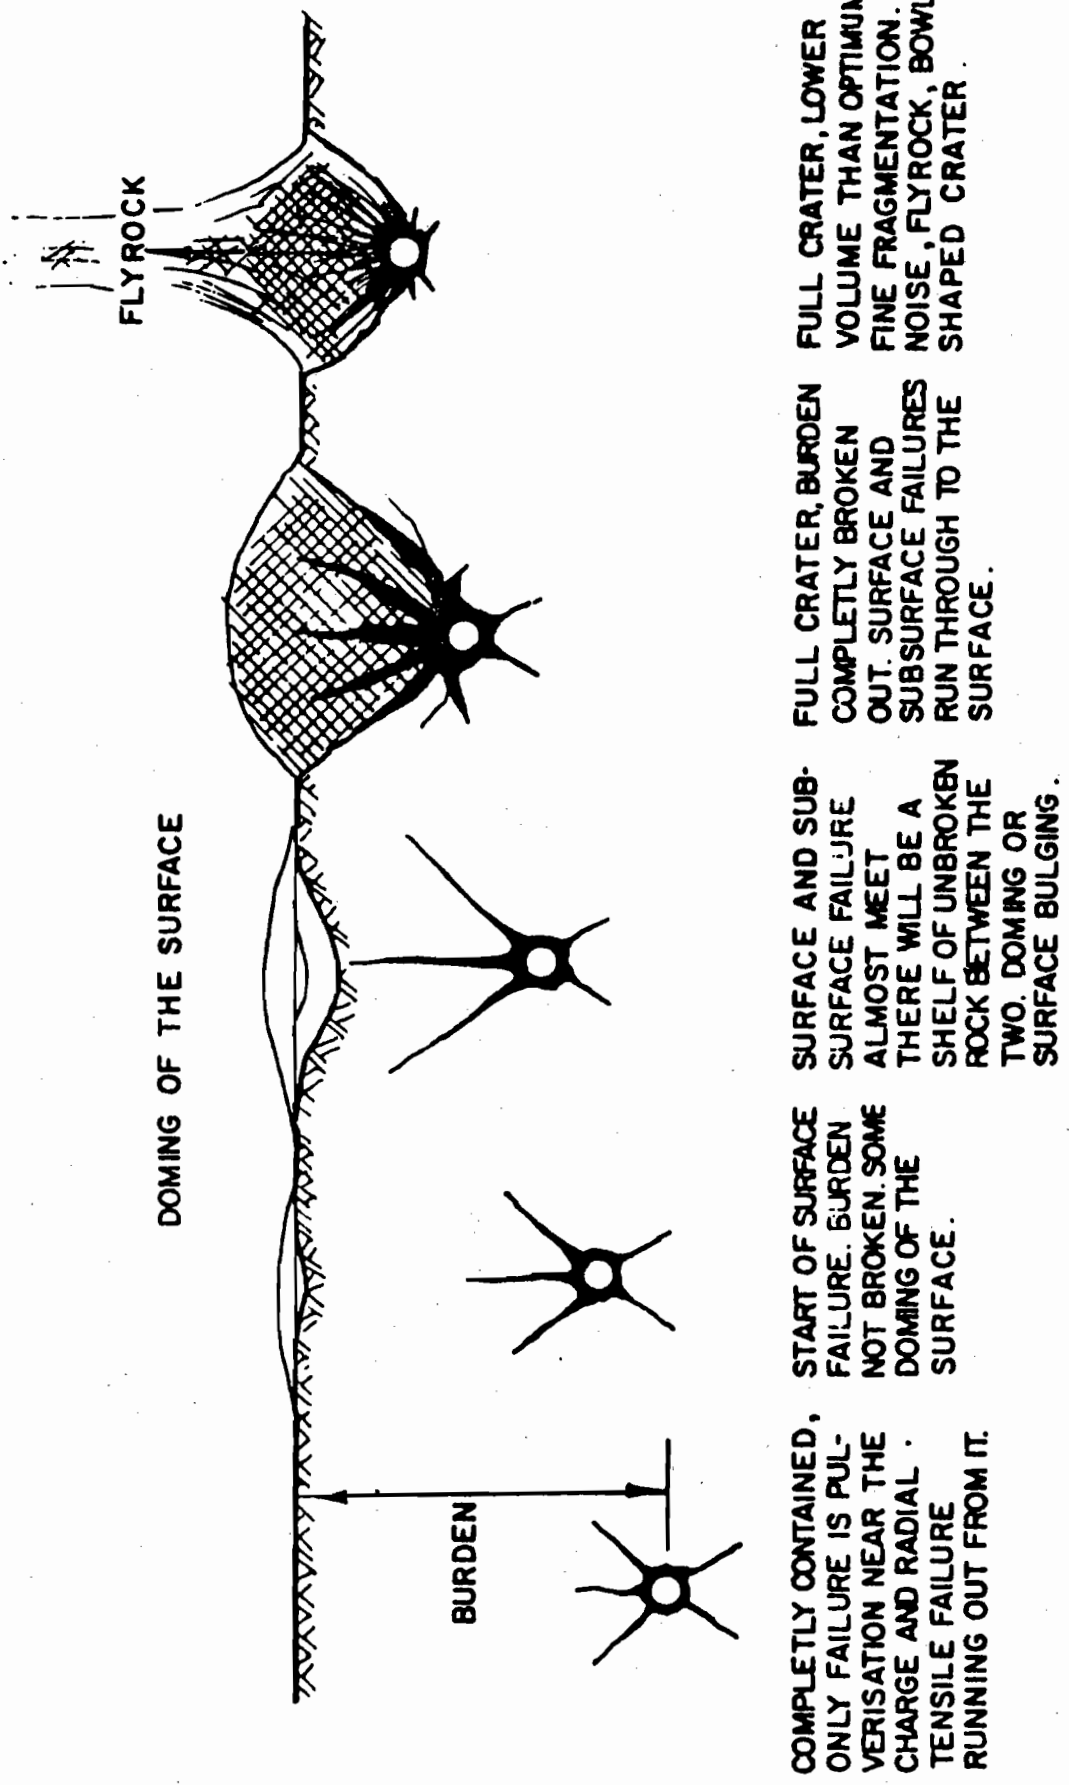 FLYROCK
DOMING OF THE SURFACE
BURDEN
COMPLETLY CONTAINED,
ONLY FAILURE IS PUL-
VERISATION NEAR THE
CHARGE AND RADIAL .
TENSILE FAILURE
RUNNING OUT FROM IT.
START OF SURFACE
FAILURE. BURDEN
NOT BROKEN. SOME
DOMING OF THE
SURFACE.
SURFACE AND SUB-
SURFACE FAILURE
ALMOST MEET
THERE WILL BE A
SHELF OF UNBROKEN
ROCK BETWEEN THE
TWO. DOMING OR
SURFACE BULGING.
FULL CRATER, BURDEN
COMPLETLY BROKEN
OUT. SURFACE AND
SUBSURFACE FAILURES
RUN THROUGH TO THE
SURFACE.
FULL CRATER, LOWER
VOLUME THAN OPTIMUM
FINE FRAGMENTATION.
NOISE, FLYROCK, BOWL
SHAPED CRATER.